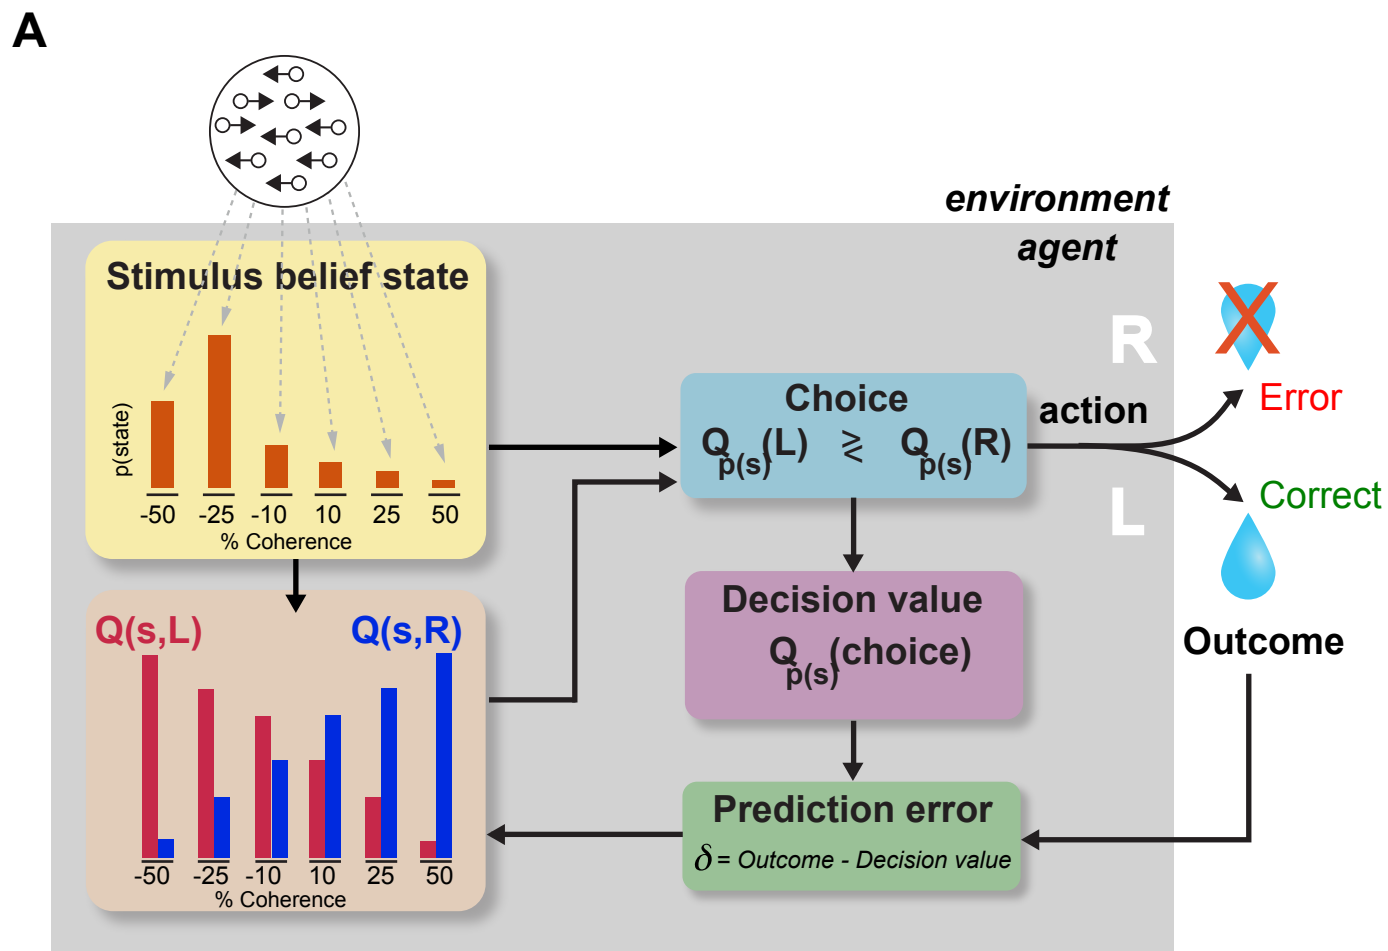 A
environment
agent
Stimulus belief state
p(state)
-50 -25 -10 10 25 50
% Coherence
Q(s,L) Q(s,R)
-50 -25 -10 10 25 50
% Coherence
Choice
Qp(s)(L) ≷ Qp(s)(R)
action
R
L
Error
Correct
Outcome
Decision value
Qp(s)(choice)
Prediction error
δ = Outcome - Decision value